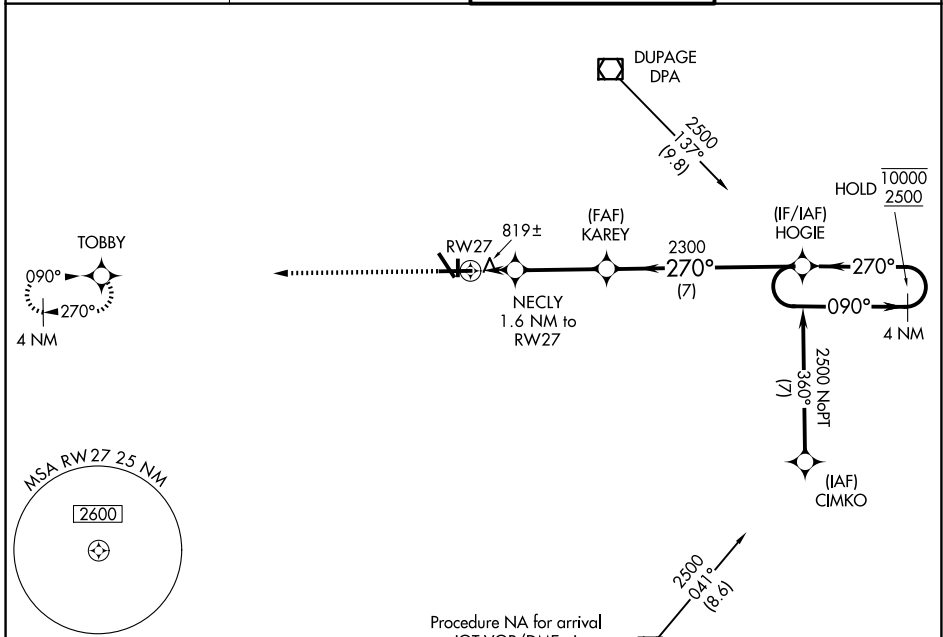 DUPAGE
DPA
2500
137°
(9.8)
HOLD 10000
2500
(IF/IAF)
HOGIE
(FAF)
KAREY
819±
RW27
TOBBY
090°
270°
4 NM
2300
270°
(7)
270°
090°
4 NM
NECLY
1.6 NM to
RW27
2500 NoPT
360°
(7)
(IAF)
CIMKO
MSA RW27 25 NM
2600
2500
041°
(8.6)
Procedure NA for arrival